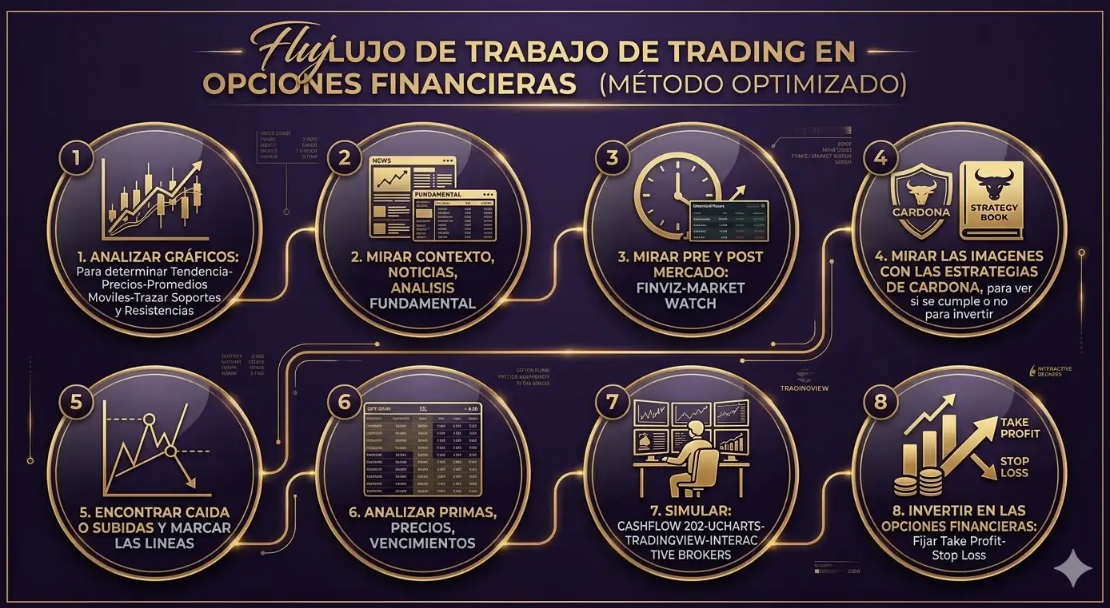 Fluj LUJO DE TRABAJO DE TRADING EN
OPCIONES FINANCIERAS (MÉTODO OPTIMIZADO)
1
1. ANALIZAR GRÁFICOS:
Para determinar Tendencia-
Precios-Promedios
Moviles-Trazar Soportes
y Resistencias
2
NEWS
FUNDAMENTAL
2. MIRAR CONTEXTO,
NOTICIAS,
ANALISIS
FUNDAMENTAL
3
3. MIRAR PRE Y POST
MERCADO:
FINVIZ-MARKET
WATCH
4
CARDONA
STRATEGY
BOOK
4. MIRAR LAS IMAGENES
CON LAS ESTRATEGIAS
DE CARDONA, para ver
si se cumple o no
para invertir
TRADINGVIEW
INTERACTIVE
BROKERS
5
5. ENCONTRAR CAIDA
O SUBIDAS Y MARCAR
LAS LINEAS
6
6. ANALIZAR PRIMAS,
PRECIOS,
VENCIMIENTOS
7
7. SIMULAR:
CASHFLOW 202-UCHARTS-
TRADINGVIEW-INTERAC
TIVE BROKERS
8
TAKE
PROFIT
STOP
LOSS
8. INVERTIR EN LAS
OPCIONES FINANCIERAS:
Fijar Take Profit-
Stop Loss